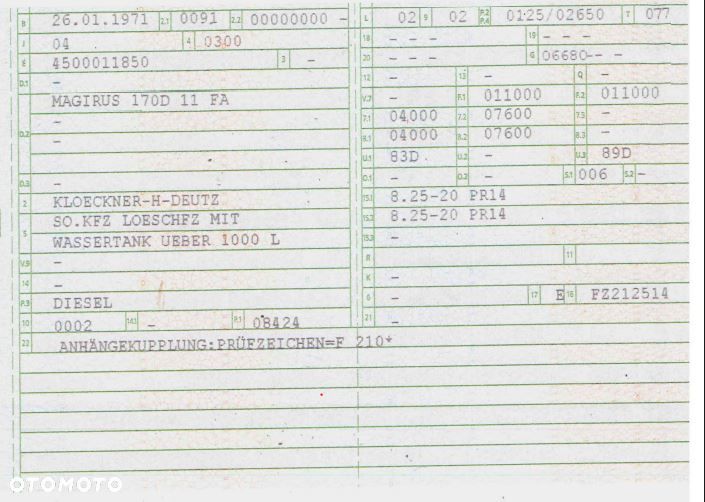 B 26.01.1971 2.1 0091 2.2 00000000 - L 02 9 02 P.2 P.4 0125/02650 T 077
J 04 4 0300 18 - - - 19 - - -
E 4500011850 3 - 20 - - - G 06680-- -
D.1 - 12 - 13 - Q -
MAGIRUS 170D 11 FA V.7 - F.1 011000 F.2 011000
D.2 - 7.1 04000 7.2 07600 7.3 -
- 8.1 04000 8.2 07600 8.3 -
U.1 83D U.2 - U.3 89D
D.3 - O.1 - O.2 - S.1 006 S.2 -
2 KLOECKNER-H-DEUTZ 15.1 8.25-20 PR14
5 SO.KFZ LOESCHFZ MIT 15.2 8.25-20 PR14
WASSERTANK UEBER 1000 L 15.3 -
V.9 - R 11
14 - K -
P.3 DIESEL 6 - 17 E 16 FZ212514
10 0002 14.1 - P.1 08424 21 -
22 ANHÄNGEKUPPLUNG:PRÜFZEICHEN=F 210*
OTOMOTO